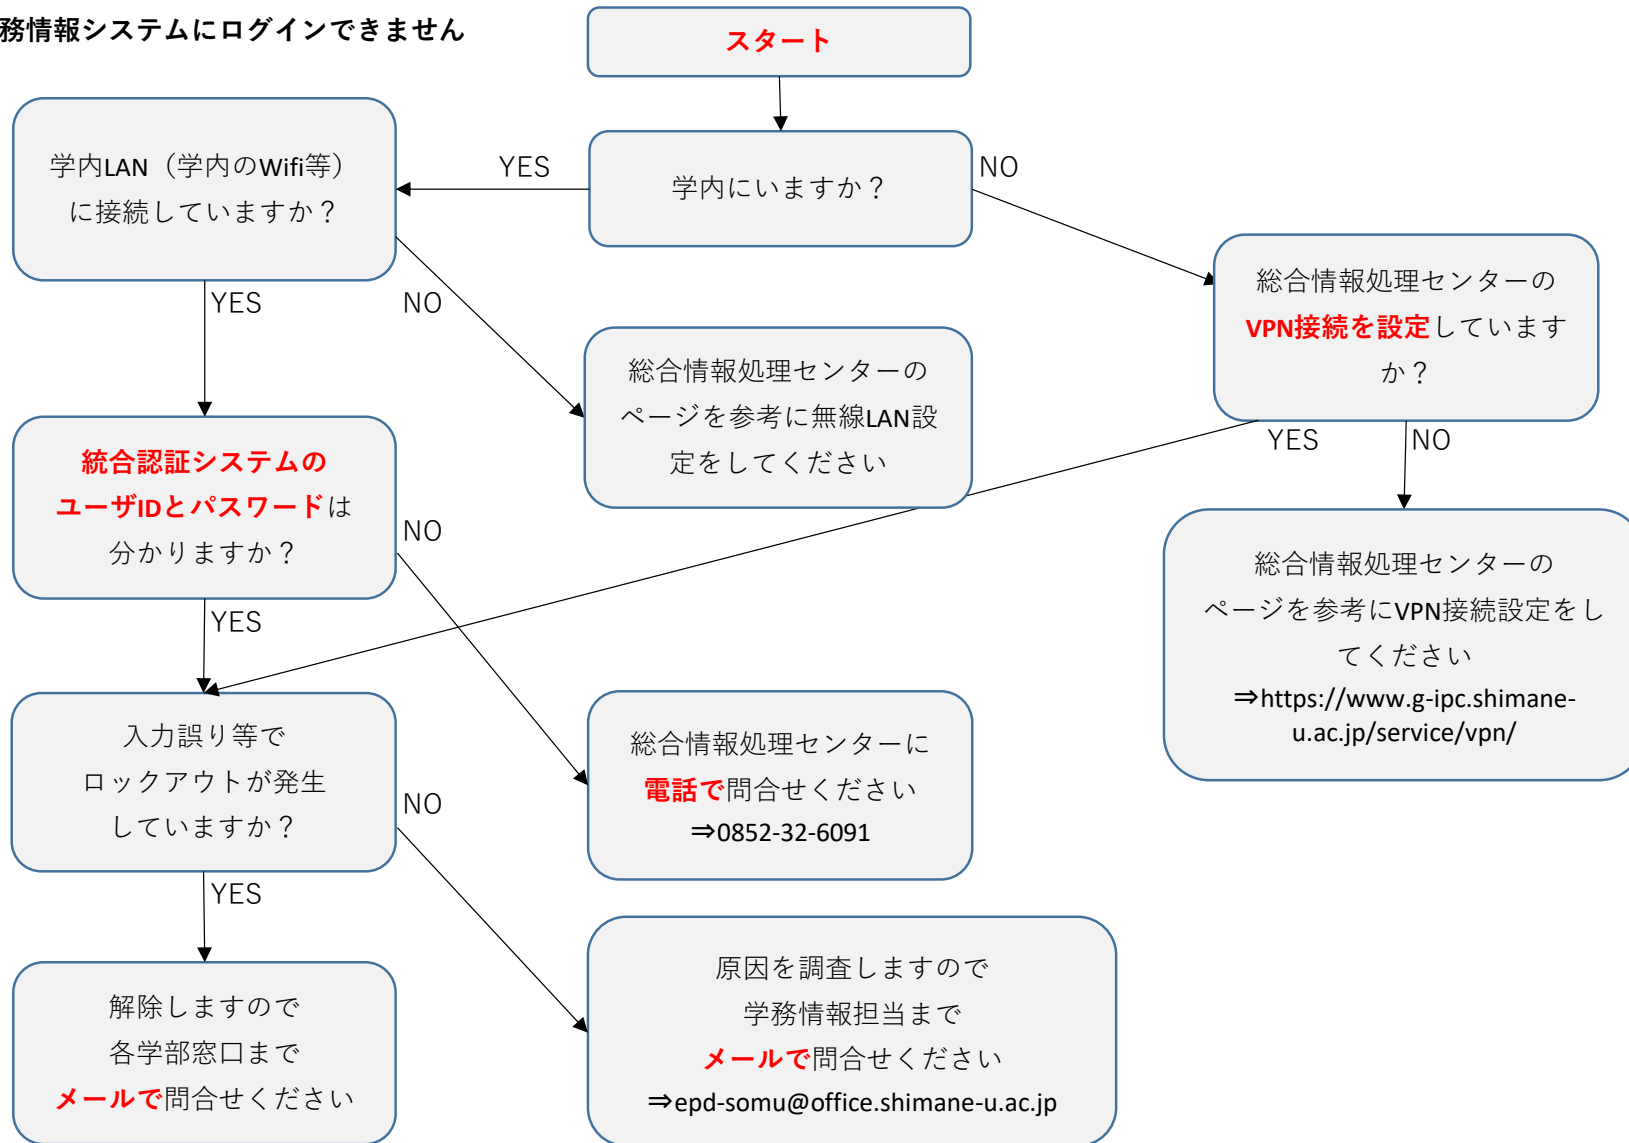 務情報システムにログインできません
スタート
学内LAN（学内のWifi等）
に接続していますか？
YES
学内にいますか？
NO
YES
NO
総合情報処理センターの
VPN接続を設定しています
か？
総合情報処理センターの
ページを参考に無線LAN設
定をしてください
YES
NO
統合認証システムの
ユーザIDとパスワードは
分かりますか？
NO
YES
総合情報処理センターの
ページを参考にVPN接続設定をし
てください
⇒https://www.g-ipc.shimane-
u.ac.jp/service/vpn/
入力誤り等で
ロックアウトが発生
していますか？
NO
YES
総合情報処理センターに
電話で問合せください
⇒0852-32-6091
解除しますので
各学部窓口まで
メールで問合せください
原因を調査しますので
学務情報担当まで
メールで問合せください
⇒epd-somu@office.shimane-u.ac.jp